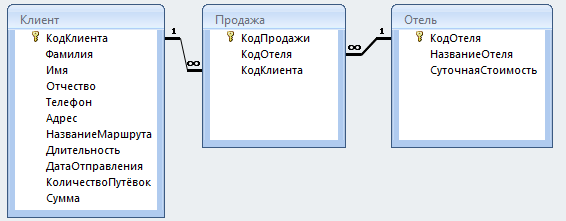 Клиент
КодКлиента
Фамилия
Имя
Отчество
Телефон
Адрес
НазваниеМаршрута
Длительность
ДатаОтправления
КоличествоПутёвок
Сумма
1
∞
Продажа
КодПродажи
КодОтеля
КодКлиента
∞
1
Отель
КодОтеля
НазваниеОтеля
СуточнаяСтоимость